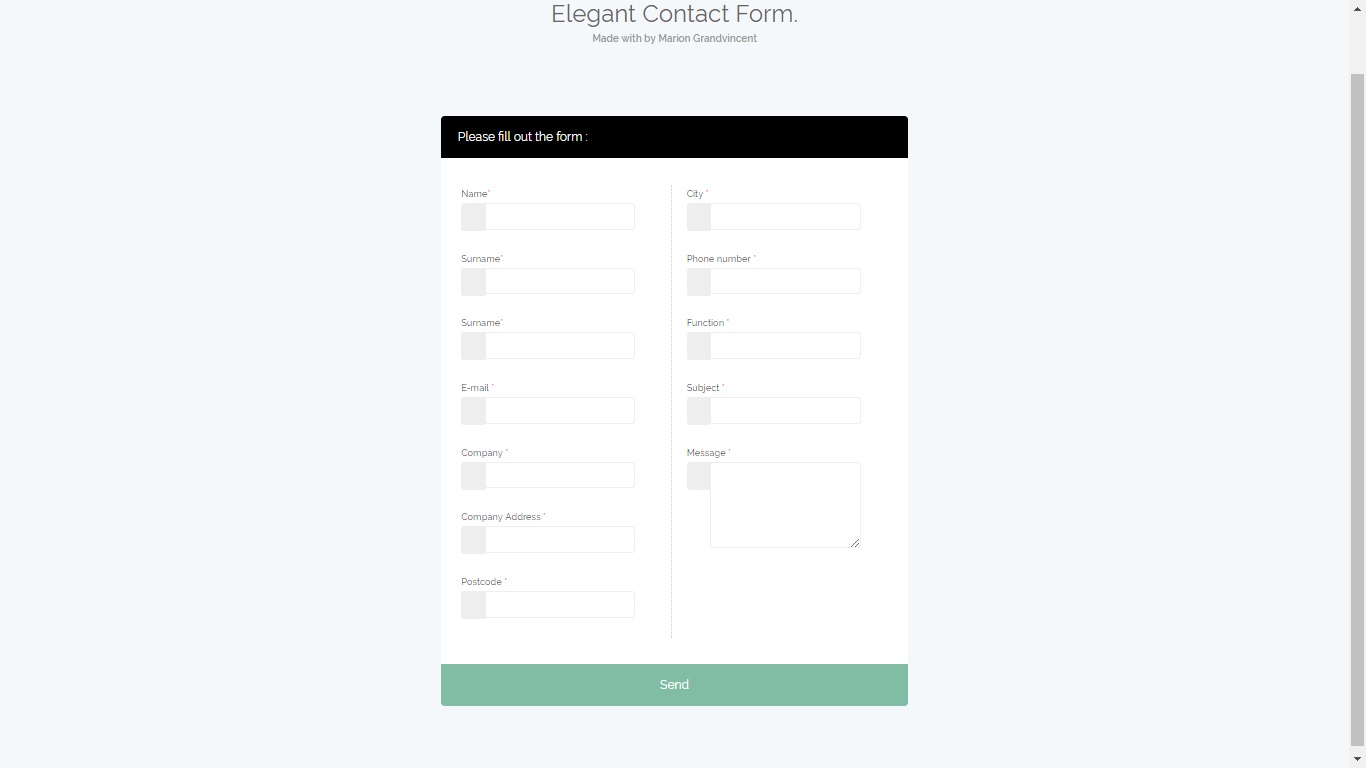 Elegant Contact Form.
Made with by Marion Grandvincent
Please fill out the form :
Name*
Surname*
Surname*
E-mail *
Company *
Company Address *
Postcode *
City *
Phone number *
Function *
Subject *
Message *
Send